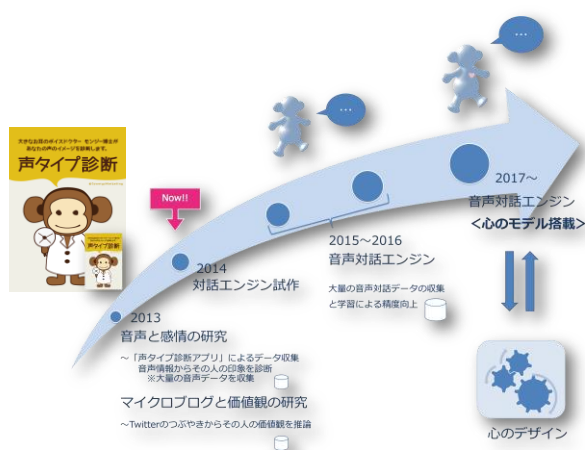 大きなお耳のボイスドクター モンジー博士が
あなたの声のイメージを診断します。
声タイプ診断
声タイプ診断
Now!!
...
...
2013
音声と感情の研究
~「声タイプ診断アプリ」によるデータ収集
音声情報からその人の印象を診断
※大量の音声データを収集
マイクロブログと価値観の研究
~Twitterのつぶやきからその人の価値観を推論
2014
対話エンジン試作
2015~2016
音声対話エンジン
大量の音声対話データの収集
と学習による精度向上
2017~
音声対話エンジン
<心のモデル搭載>
心のデザイン